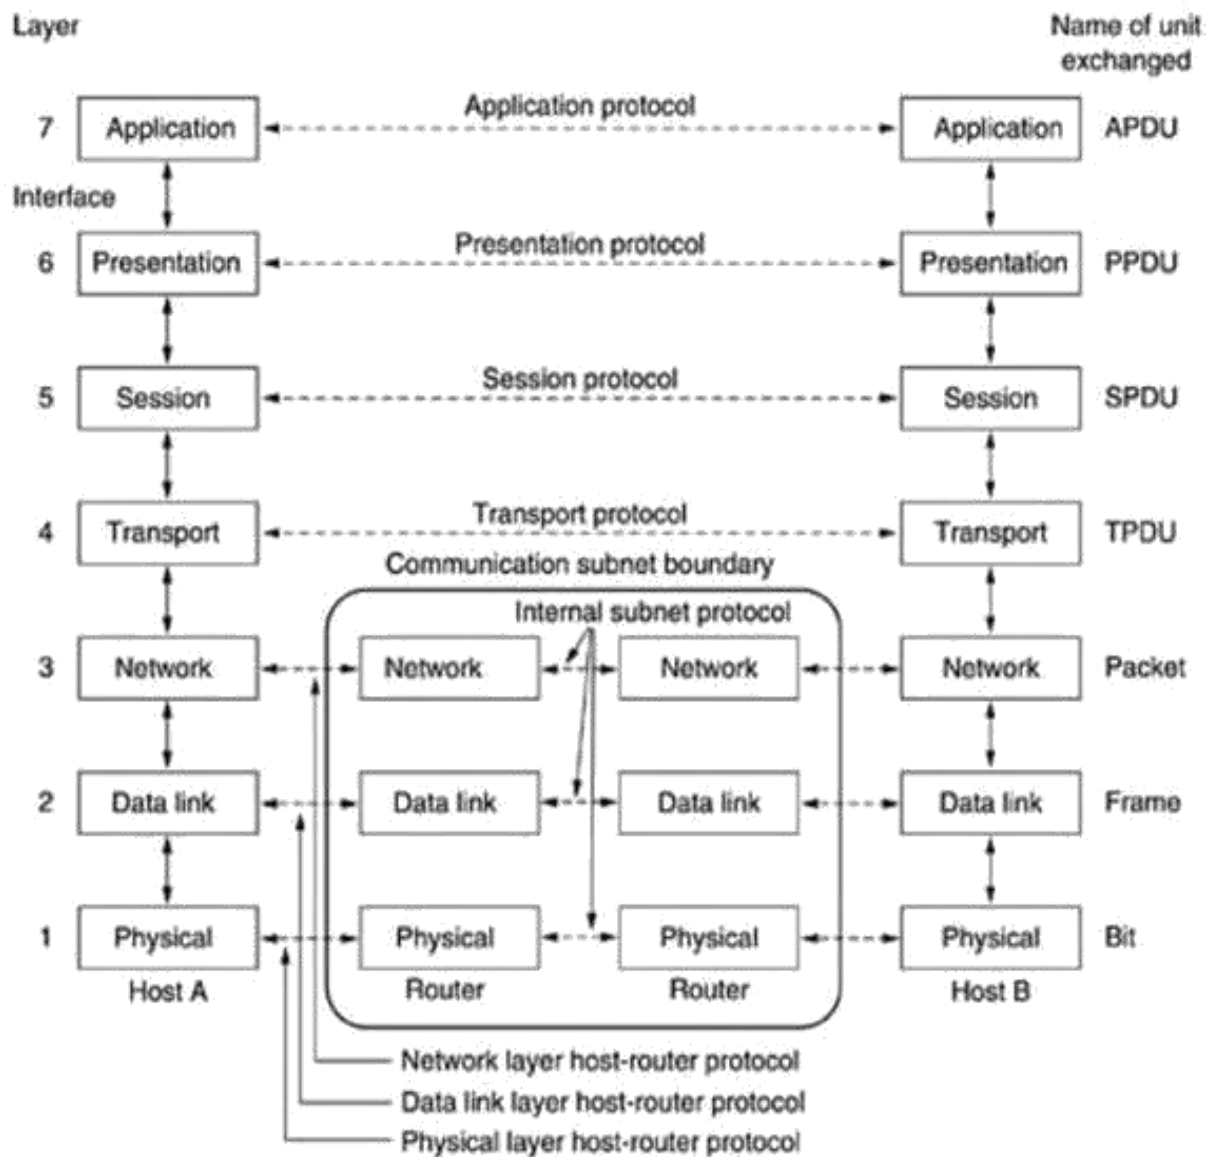 Layer
Name of unit
exchanged
7 Application Application protocol Application APDU
Interface
6 Presentation Presentation protocol Presentation PPDU
5 Session Session protocol Session SPDU
4 Transport Transport protocol Transport TPDU
Communication subnet boundary
Internal subnet protocol
3 Network Network Network Network Packet
2 Data link Data link Data link Data link Frame
1 Physical Physical Physical Physical Bit
Host A Router Router Host B
Network layer host-router protocol
Data link layer host-router protocol
Physical layer host-router protocol